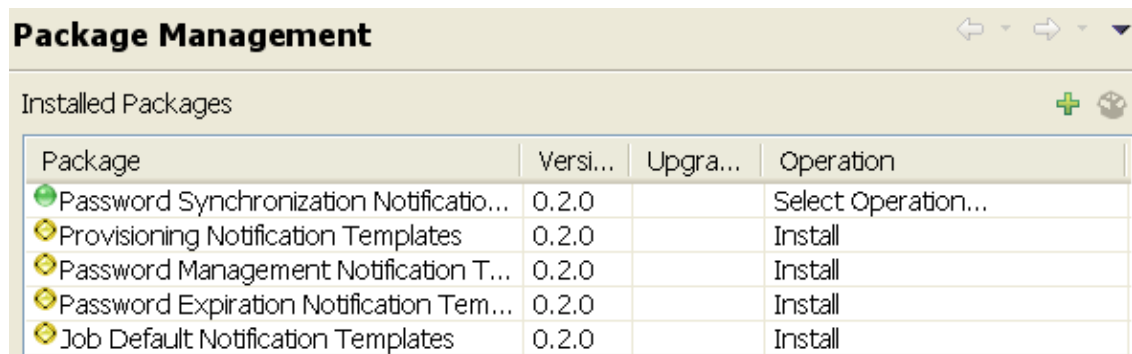 Package Management
Installed Packages
Package Versi... Upgra... Operation
Password Synchronization Notificatio... 0.2.0 Select Operation...
Provisioning Notification Templates 0.2.0 Install
Password Management Notification T... 0.2.0 Install
Password Expiration Notification Tem... 0.2.0 Install
Job Default Notification Templates 0.2.0 Install